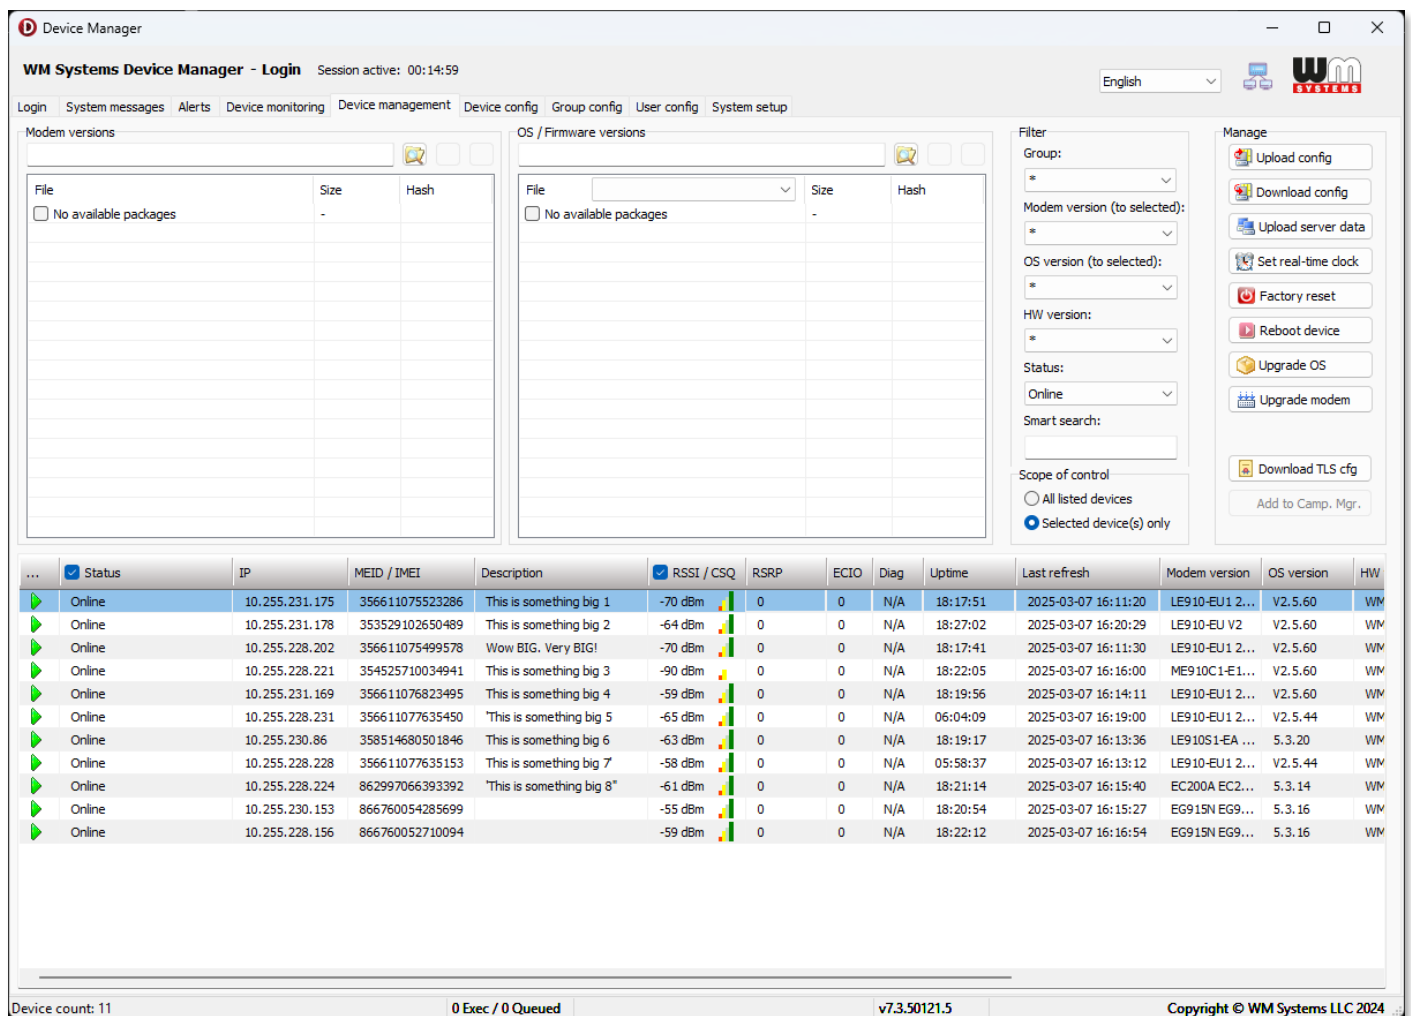 Device Manager
WM Systems Device Manager - Login Session active: 00:14:59
English
WM SYSTEMS
Login System messages Alerts Device monitoring Device management Device config Group config User config System setup
Modem versions
File Size Hash
No available packages -
OS / Firmware versions
File Size Hash
No available packages -
Filter
Group:
*
Modem version (to selected):
*
OS version (to selected):
*
HW version:
*
Status:
Online
Smart search:
Scope of control
All listed devices
Selected device(s) only
Manage
Upload config
Download config
Upload server data
Set real-time clock
Factory reset
Reboot device
Upgrade OS
Upgrade modem
Download TLS cfg
Add to Camp. Mgr.
... Status IP MEID / IMEI Description RSSI / CSQ RSRP ECIO Diag Uptime Last refresh Modem version OS version HW
Online 10.255.231.175 356611075523286 This is something big 1 -70 dBm 0 0 N/A 18:17:51 2025-03-07 16:11:20 LE910-EU1 2... V2.5.60 WM
Online 10.255.231.178 353529102650489 This is something big 2 -64 dBm 0 0 N/A 18:27:02 2025-03-07 16:20:29 LE910-EU V2 V2.5.60 WM
Online 10.255.228.202 356611075499578 Wow BIG. Very BIG! -70 dBm 0 0 N/A 18:17:41 2025-03-07 16:11:30 LE910-EU1 2... V2.5.60 WM
Online 10.255.228.221 354525710034941 This is something big 3 -90 dBm 0 0 N/A 18:22:05 2025-03-07 16:16:00 ME910C1-E1... V2.5.60 WM
Online 10.255.231.169 356611076823495 This is something big 4 -59 dBm 0 0 N/A 18:19:56 2025-03-07 16:14:11 LE910-EU1 2... V2.5.60 WM
Online 10.255.228.231 356611077635450 'This is something big 5 -65 dBm 0 0 N/A 06:04:09 2025-03-07 16:19:00 LE910-EU1 2... V2.5.44 WM
Online 10.255.230.86 358514680501846 This is something big 6 -63 dBm 0 0 N/A 18:19:17 2025-03-07 16:13:36 LE910S1-EA ... 5.3.20 WM
Online 10.255.228.228 356611077635153 This is something big 7' -58 dBm 0 0 N/A 05:58:37 2025-03-07 16:13:12 LE910-EU1 2... V2.5.44 WM
Online 10.255.228.224 862997066393392 'This is something big 8" -61 dBm 0 0 N/A 18:21:14 2025-03-07 16:15:40 EC200A EC2... 5.3.14 WM
Online 10.255.230.153 866760054285699 -55 dBm 0 0 N/A 18:20:54 2025-03-07 16:15:27 EG915N EG9... 5.3.16 WM
Online 10.255.228.156 866760052710094 -59 dBm 0 0 N/A 18:22:12 2025-03-07 16:16:54 EG915N EG9... 5.3.16 WM
Device count: 11 0 Exec / 0 Queued v7.3.50121.5 Copyright © WM Systems LLC 2024